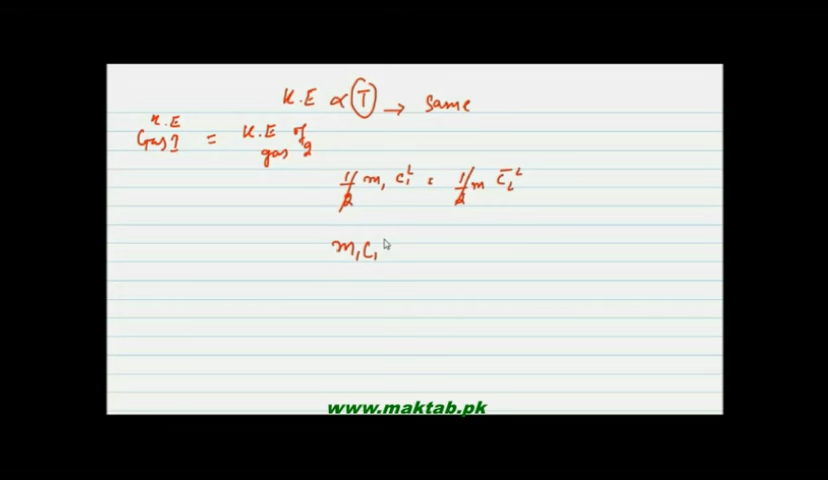 K.E ∝ T → Same
K.E
Gas 1 = K.E of
gas 2
1/2 m₁ c₁² = 1/2 m c̄₂²
m₁c₁
www.maktab.pk